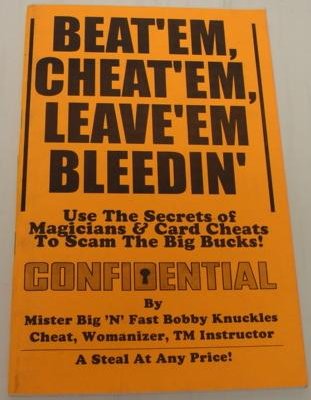 BEAT'EM,
CHEAT'EM,
LEAVE'EM
BLEEDIN'
Use The Secrets of
Magicians & Card Cheats
To Scam The Big Bucks!
CONFIDENTIAL
By
Mister Big 'N' Fast Bobby Knuckles
Cheat, Womanizer, TM Instructor
A Steal At Any Price!